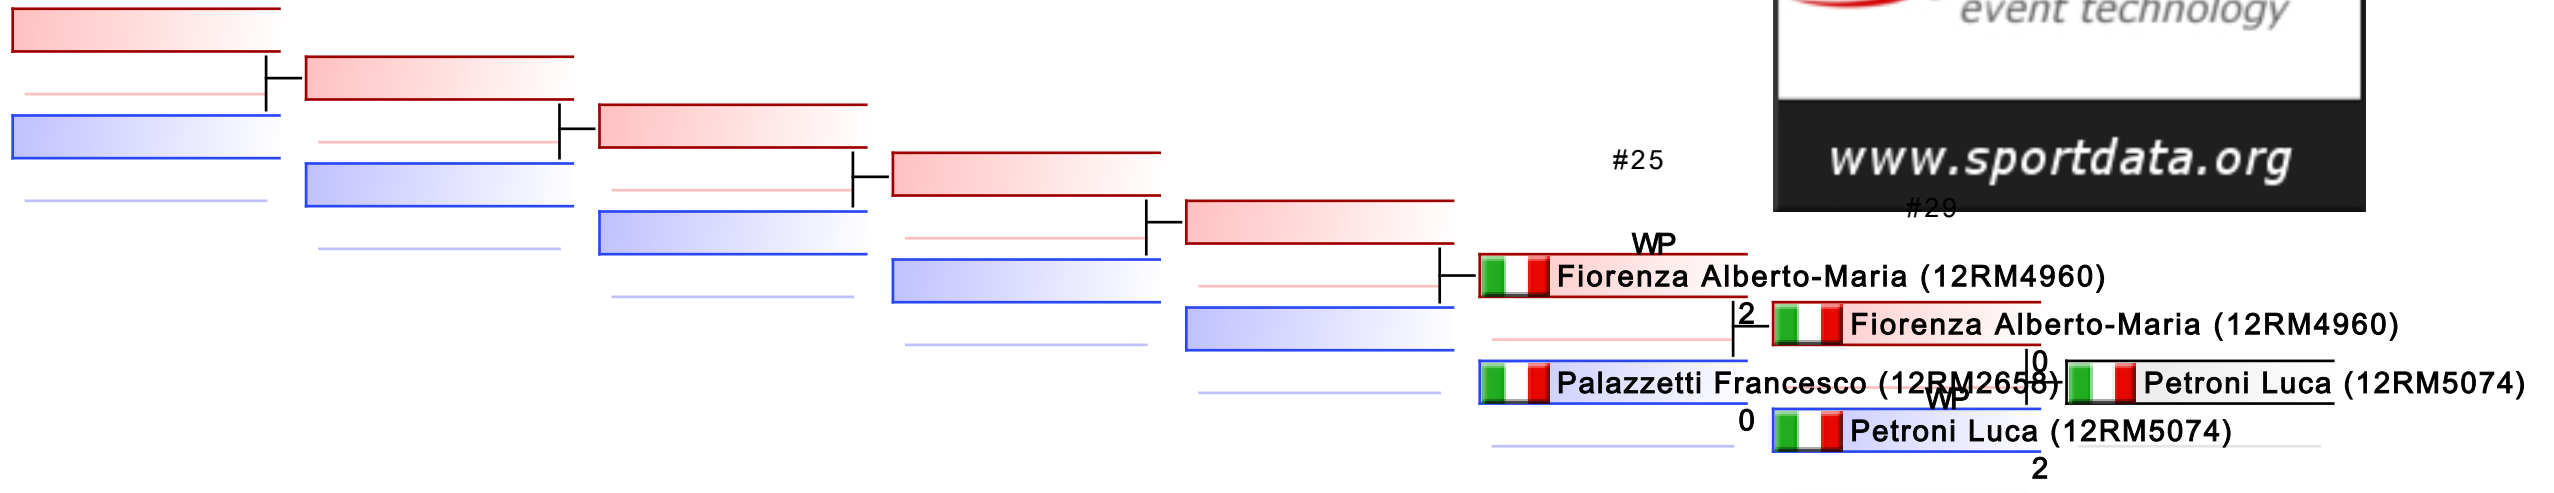 event technology
www.sportdata.org
#25
#29
WP
Fiorenza Alberto-Maria (12RM4960)
2
Fiorenza Alberto-Maria (12RM4960)
0
Palazzetti Francesco (12RM2658)
Petroni Luca (12RM5074)
WP
0
Petroni Luca (12RM5074)
2